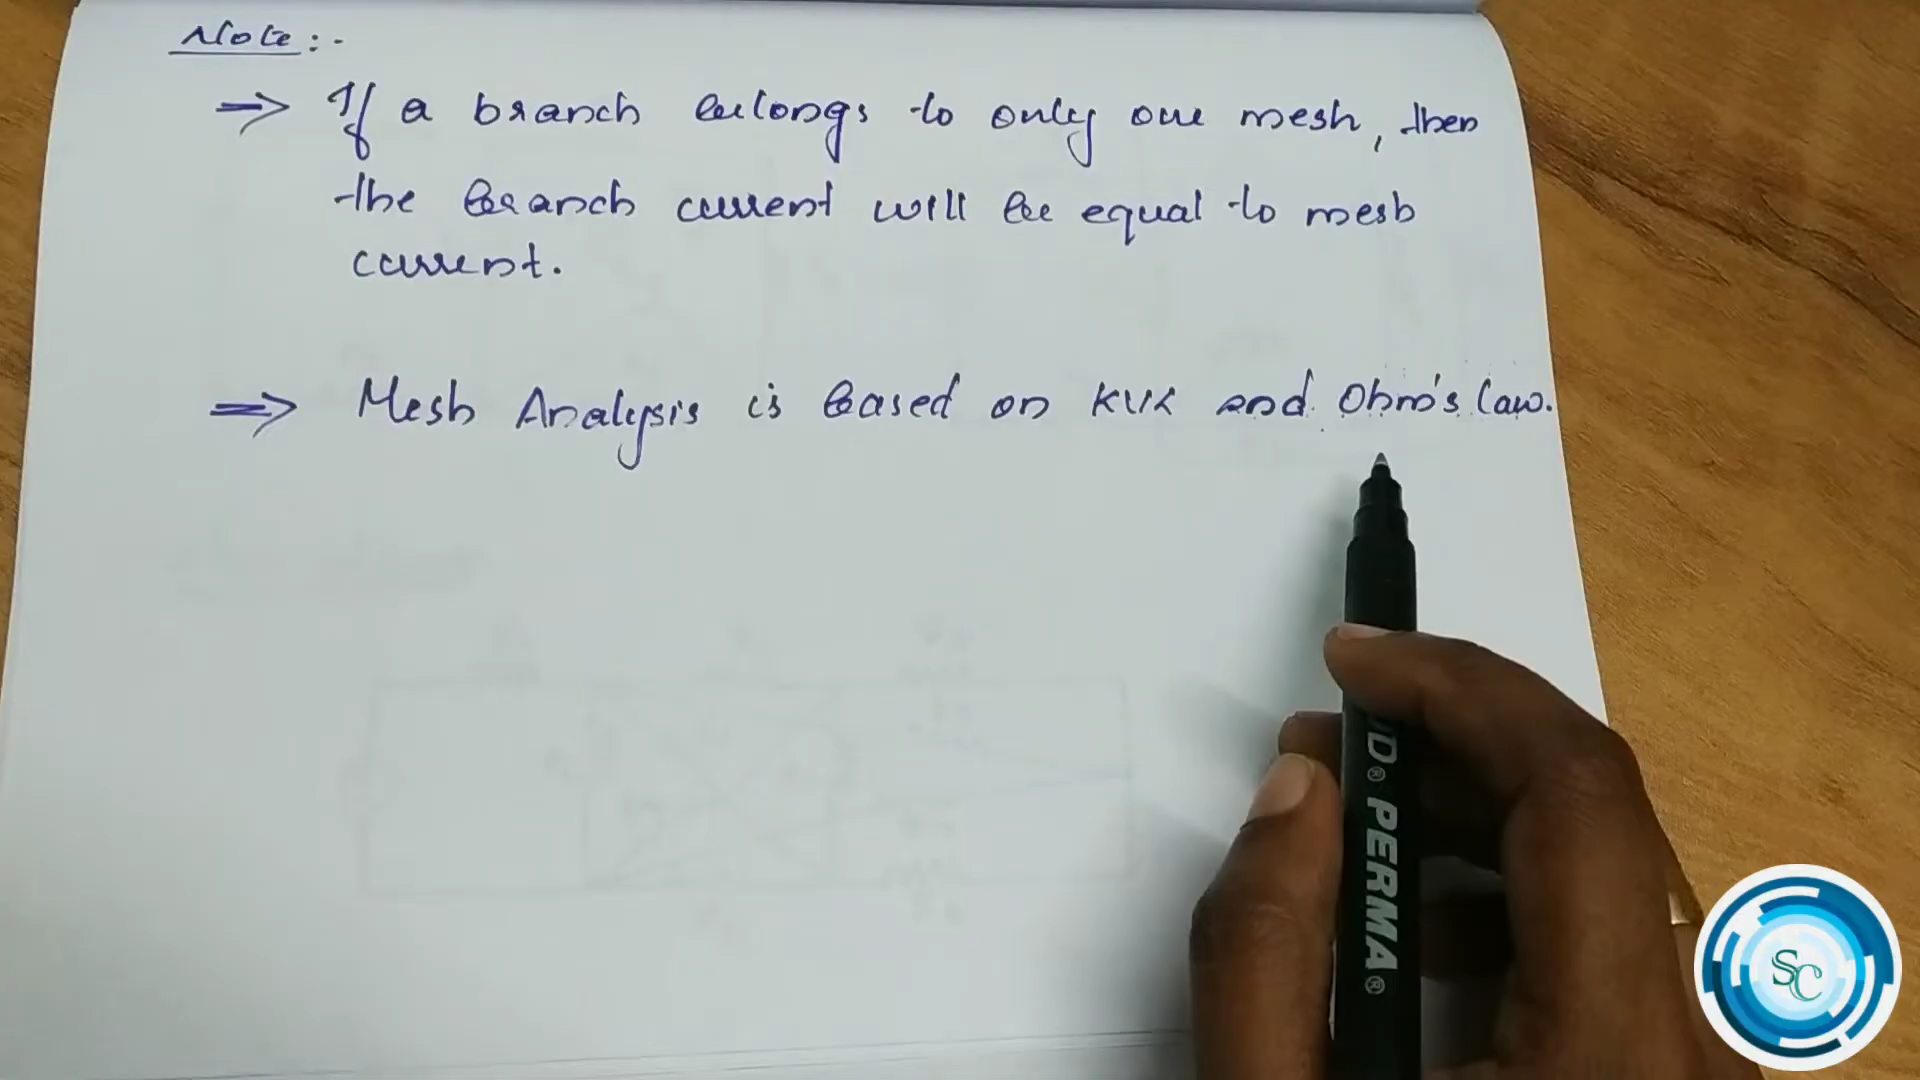 Note:-
⇒ If a branch belongs to only one mesh, then
the branch current will be equal to mesh
current.
⇒ Mesh Analysis is based on KVL and Ohm's law.
UD® PERMA®
SC